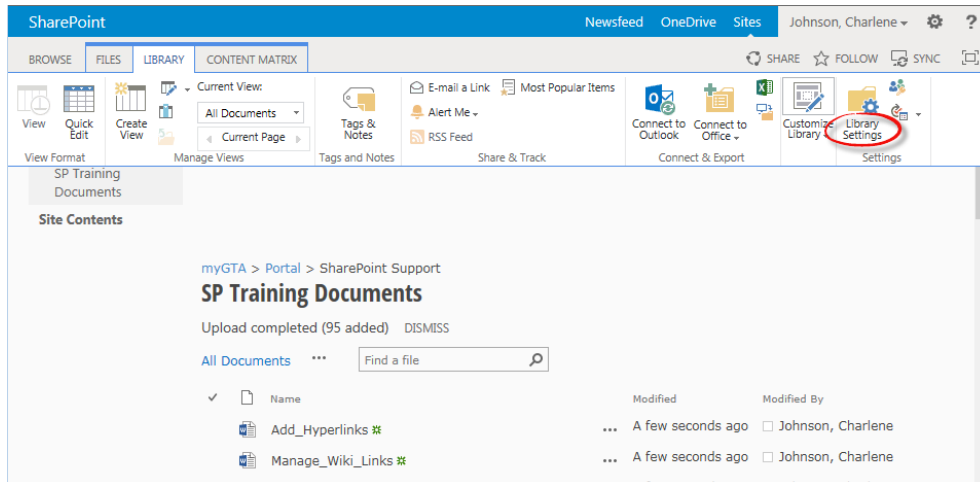 SharePoint Newsfeed OneDrive Sites Johnson, Charlene ?
BROWSE FILES LIBRARY CONTENT MATRIX SHARE FOLLOW SYNC
View
Quick Edit
Create View
Current View:
All Documents
Current Page
Tags & Notes
E-mail a Link Most Popular Items
Alert Me
RSS Feed
Connect to Outlook
Connect to Office
Customize Library
Library Settings
View Format Manage Views Tags and Notes Share & Track Connect & Export Settings
SP Training
Documents
Site Contents
myGTA > Portal > SharePoint Support
SP Training Documents
Upload completed (95 added) DISMISS
All Documents ••• Find a file
Name Modified Modified By
Add_Hyperlinks ••• A few seconds ago Johnson, Charlene
Manage_Wiki_Links ••• A few seconds ago Johnson, Charlene